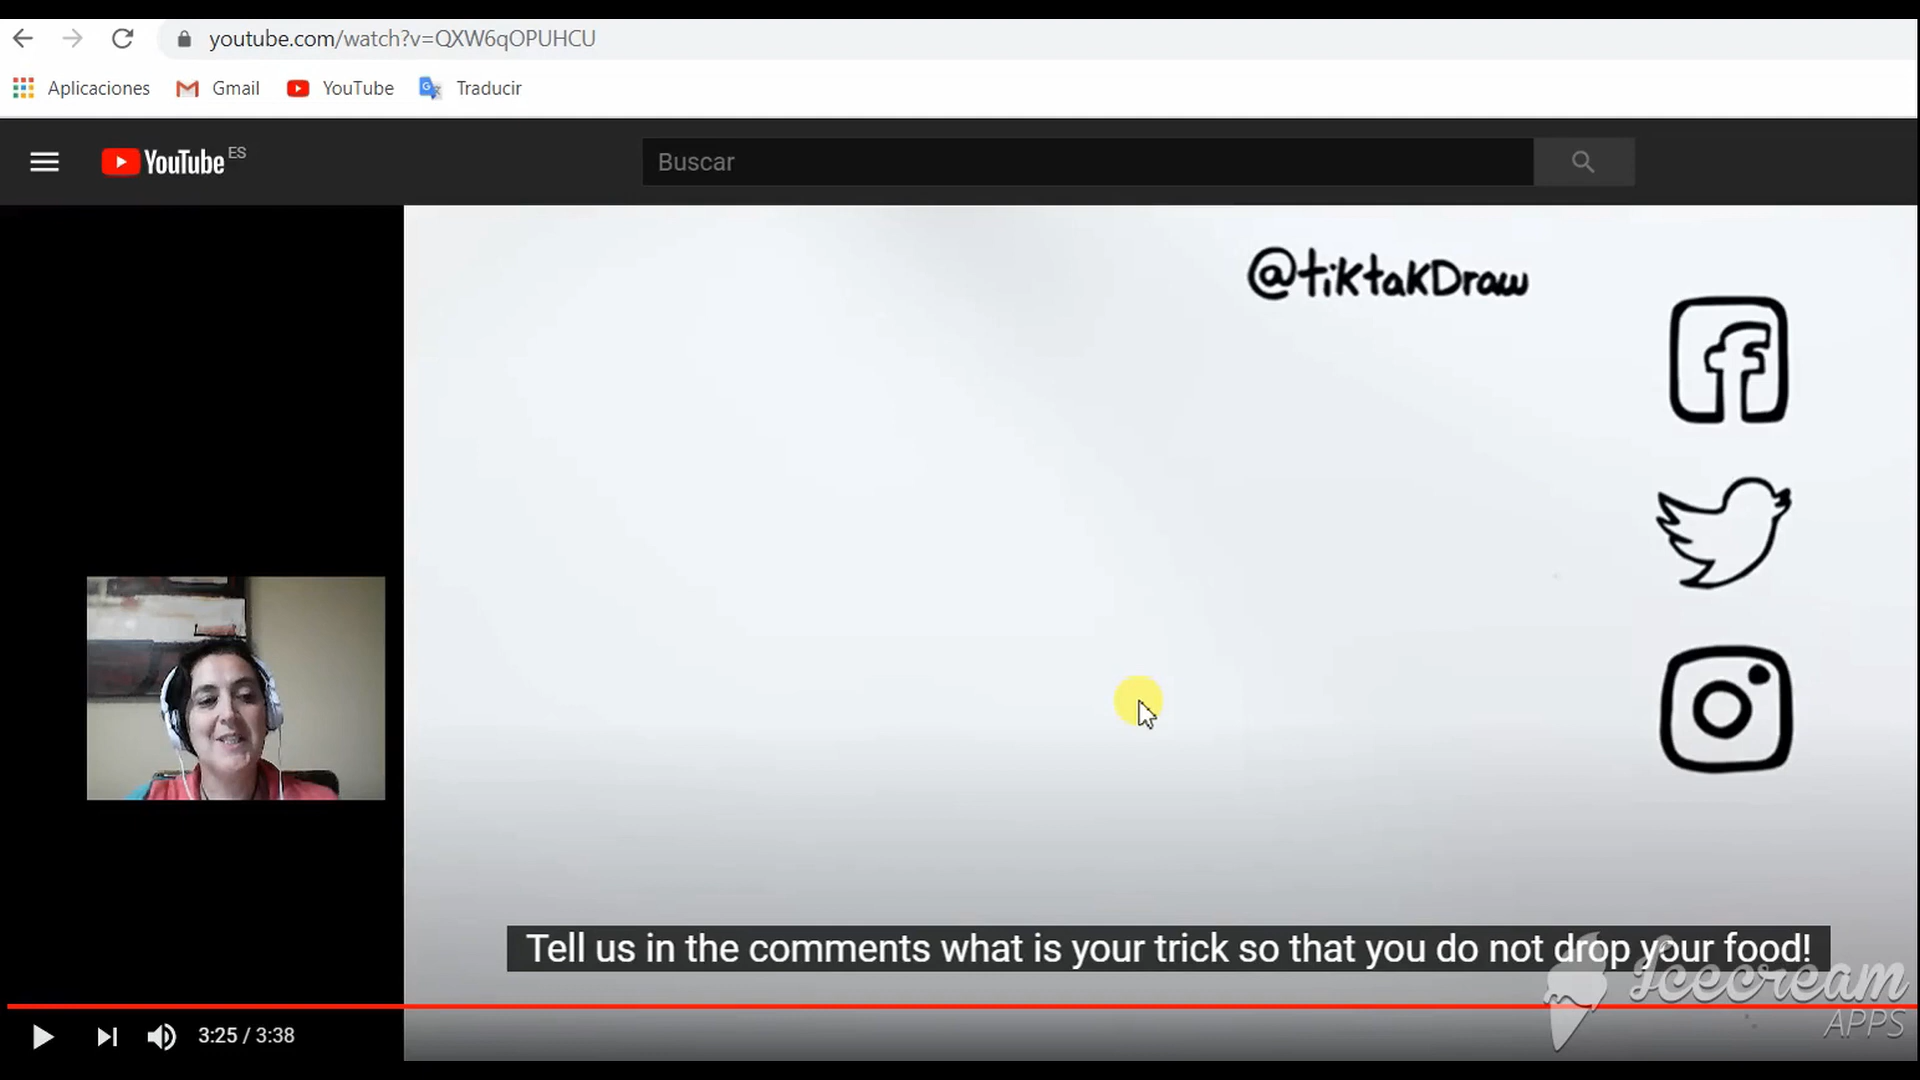 youtube.com/watch?v=QXW6qOPUHCU
Aplicaciones Gmail YouTube Traducir
YouTube ES
Buscar
@tiktakDraw
Tell us in the comments what is your trick so that you do not drop your food!
Icecream
APPS
3:25 / 3:38